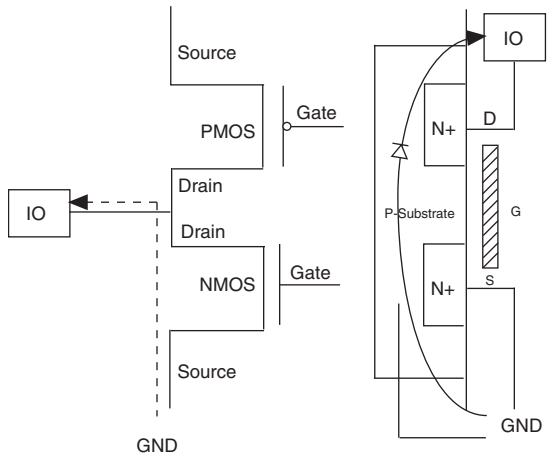 Source
PMOS
Gate
Drain
IO
Drain
NMOS
Gate
Source
GND
IO
N+
D
P-Substrate
G
N+
S
GND